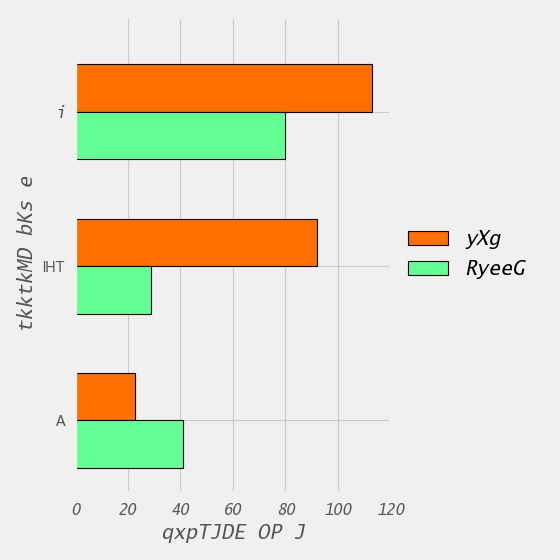 i
IHT
A
tkktkMD bKs e
0 20 40 60 80 100 120
qxpTJDE OP J
yXg
RyeeG